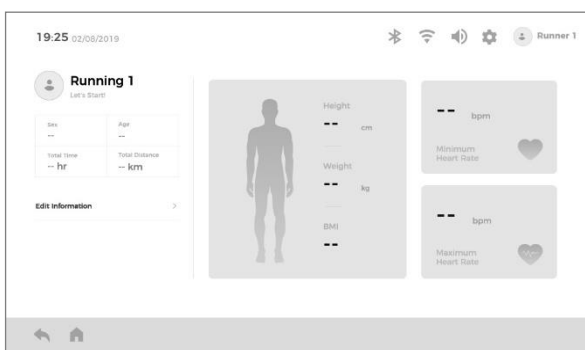 19:25 02/08/2019
Runner 1
Running 1
Let's Start!
Sex
--
Age
--
Total Time
-- hr
Total Distance
-- km
Edit Information
Height
-- cm
Weight
-- kg
BMI
--
-- bpm
Minimum
Heart Rate
-- bpm
Maximum
Heart Rate